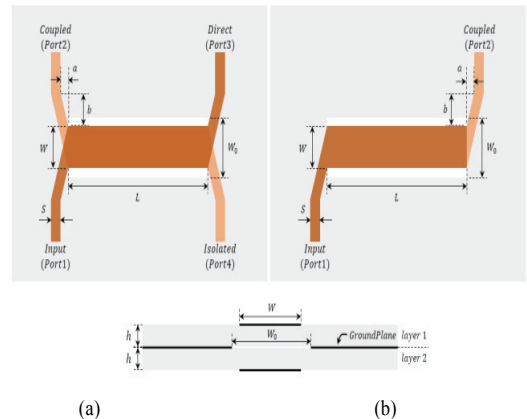 Coupled
(Port2)
Direct
(Port3)
a
b
W
W₀
L
S
Input
(Port1)
Isolated
(Port4)
Coupled
(Port2)
a
b
W
W₀
L
S
Input
(Port1)
W
h
W₀
GroundPlane
layer 1
h
layer 2
(a)
(b)